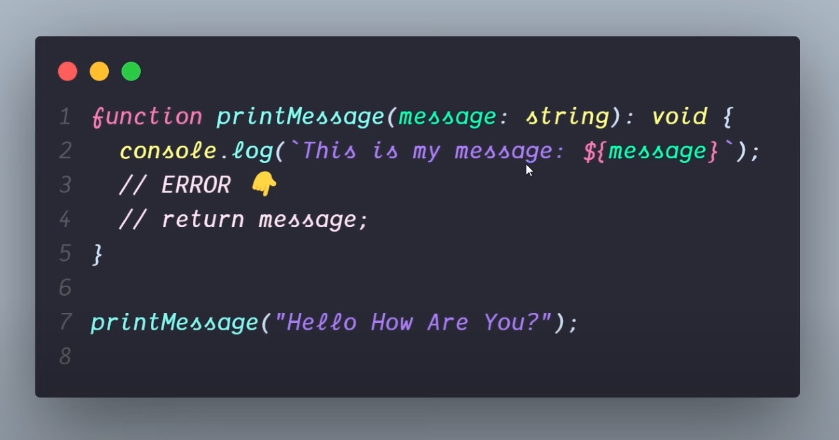 1 function printMessage(message: string): void {
2   console.log(`This is my message: ${message}`);
3   // ERROR 👇
4   // return message;
5 }
6
7 printMessage("Hello How Are You?");
8